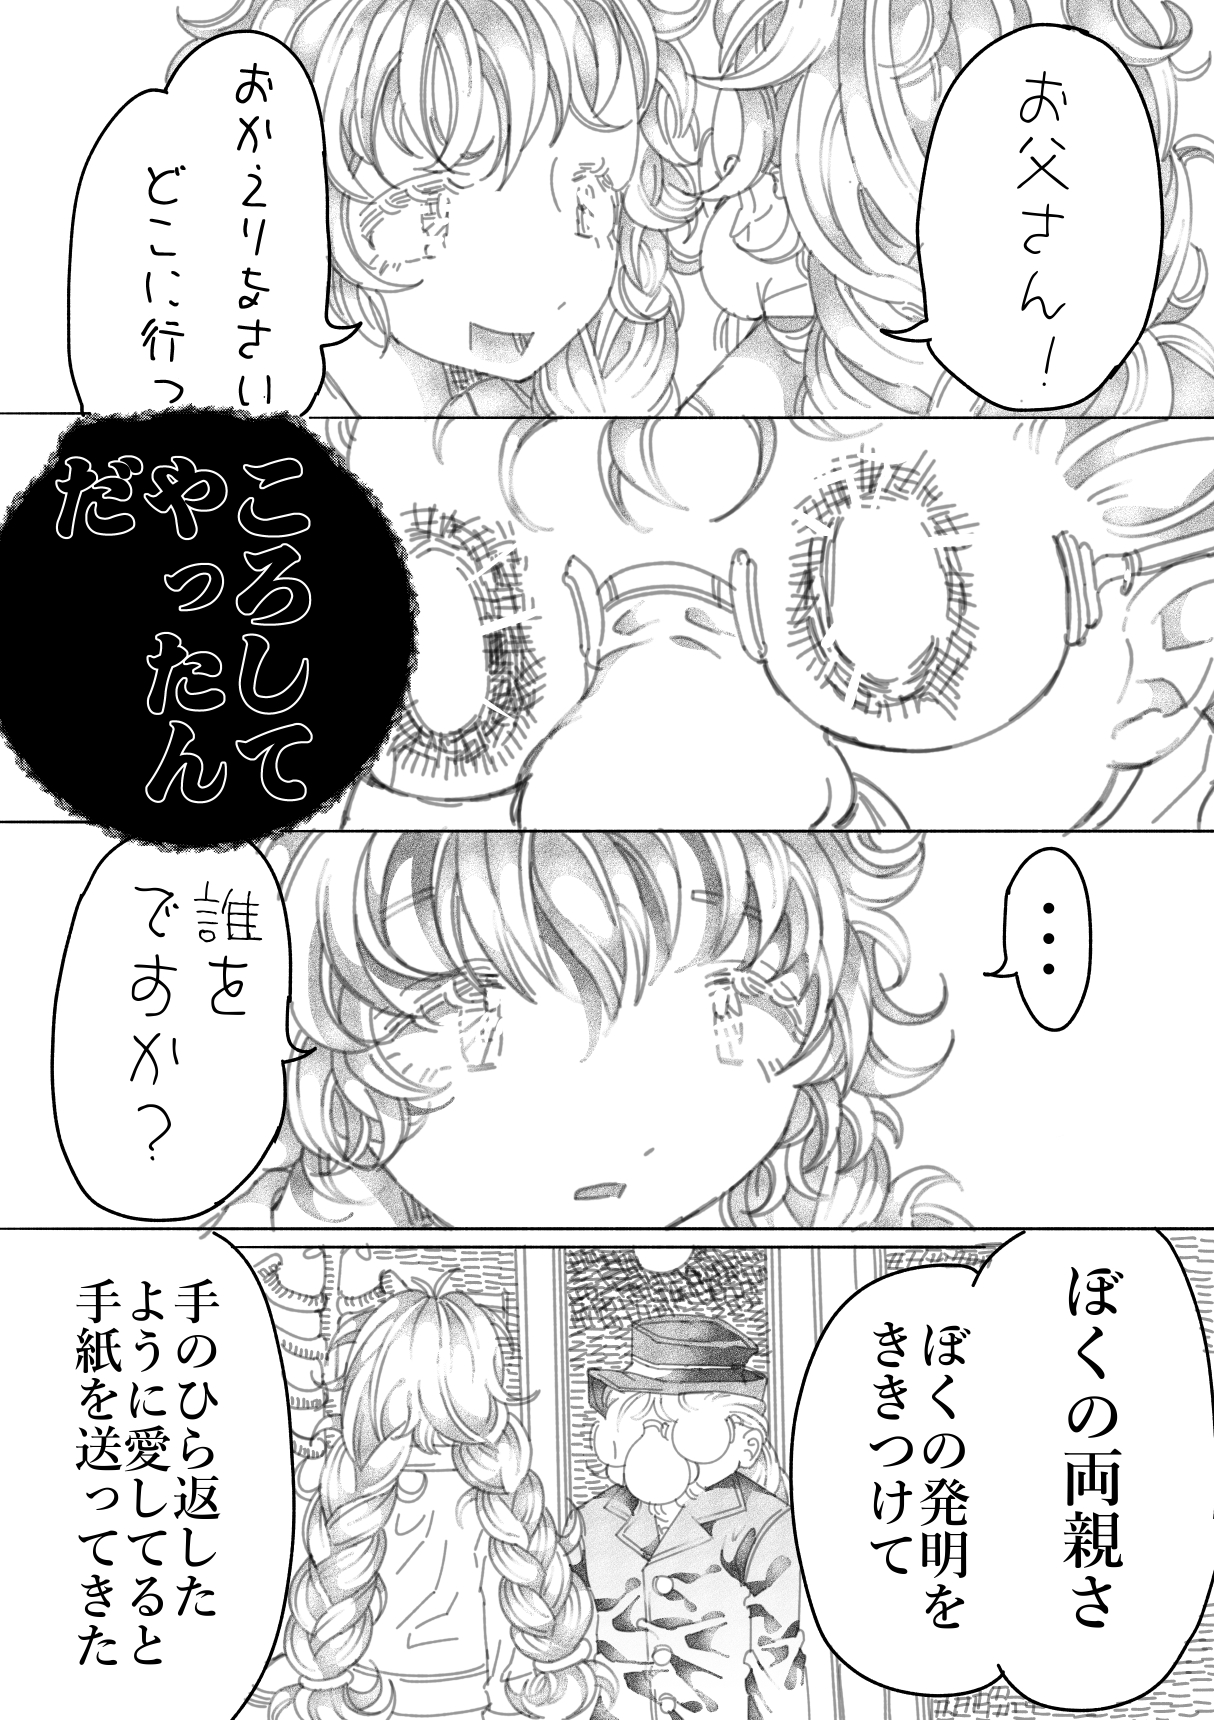 お父さんー
おかえりなさい
どこに行っ
ころして
やったん
だ
・・・
誰を
ですか?
ぼくの両親さ
ぼくの発明を
ききつけて
手のひら返した
ように愛してると
手紙を送ってきた